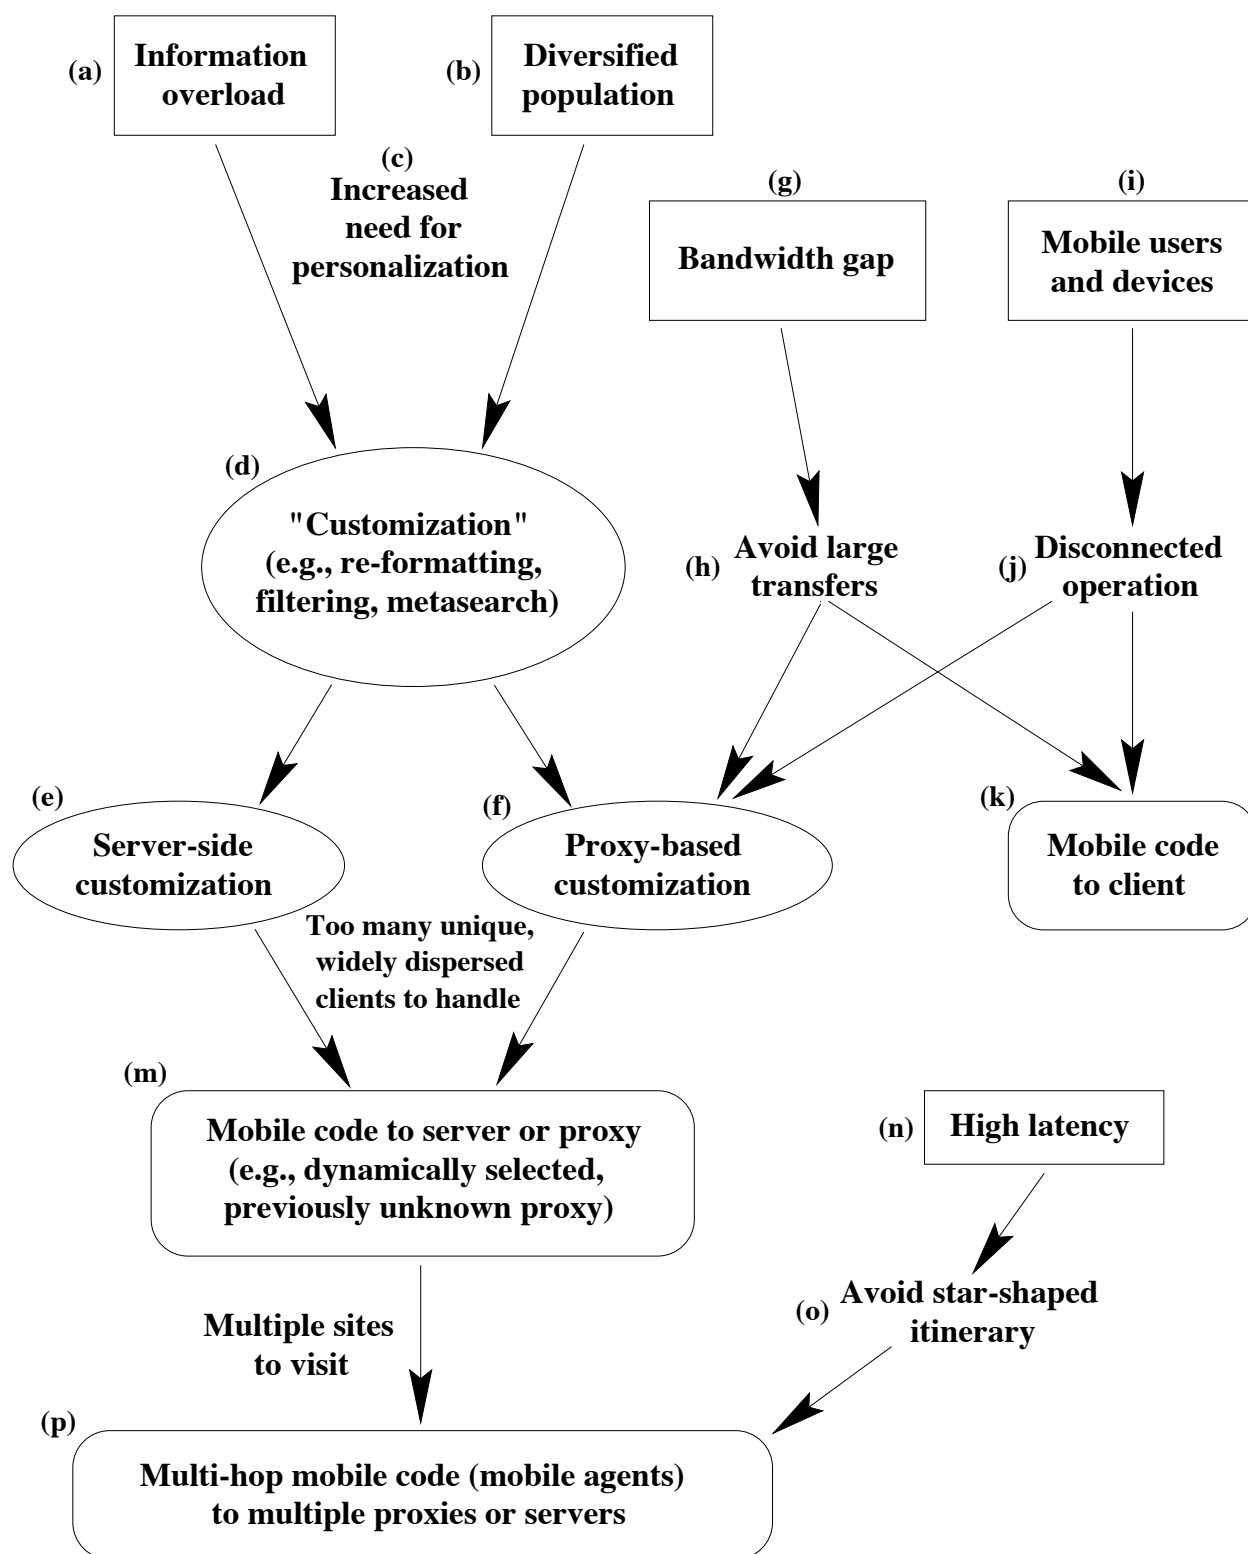 (a)
Information
overload
(b)
Diversified
population
(c)
Increased
need for
personalization
(g)
Bandwidth gap
(i)
Mobile users
and devices
(d)
"Customization"
(e.g., re-formatting,
filtering, metasearch)
(h)
Avoid large
transfers
(j)
Disconnected
operation
(e)
Server-side
customization
(f)
Proxy-based
customization
(k)
Mobile code
to client
Too many unique,
widely dispersed
clients to handle
(m)
Mobile code to server or proxy
(e.g., dynamically selected,
previously unknown proxy)
(n)
High latency
(o)
Avoid star-shaped
itinerary
Multiple sites
to visit
(p)
Multi-hop mobile code (mobile agents)
to multiple proxies or servers